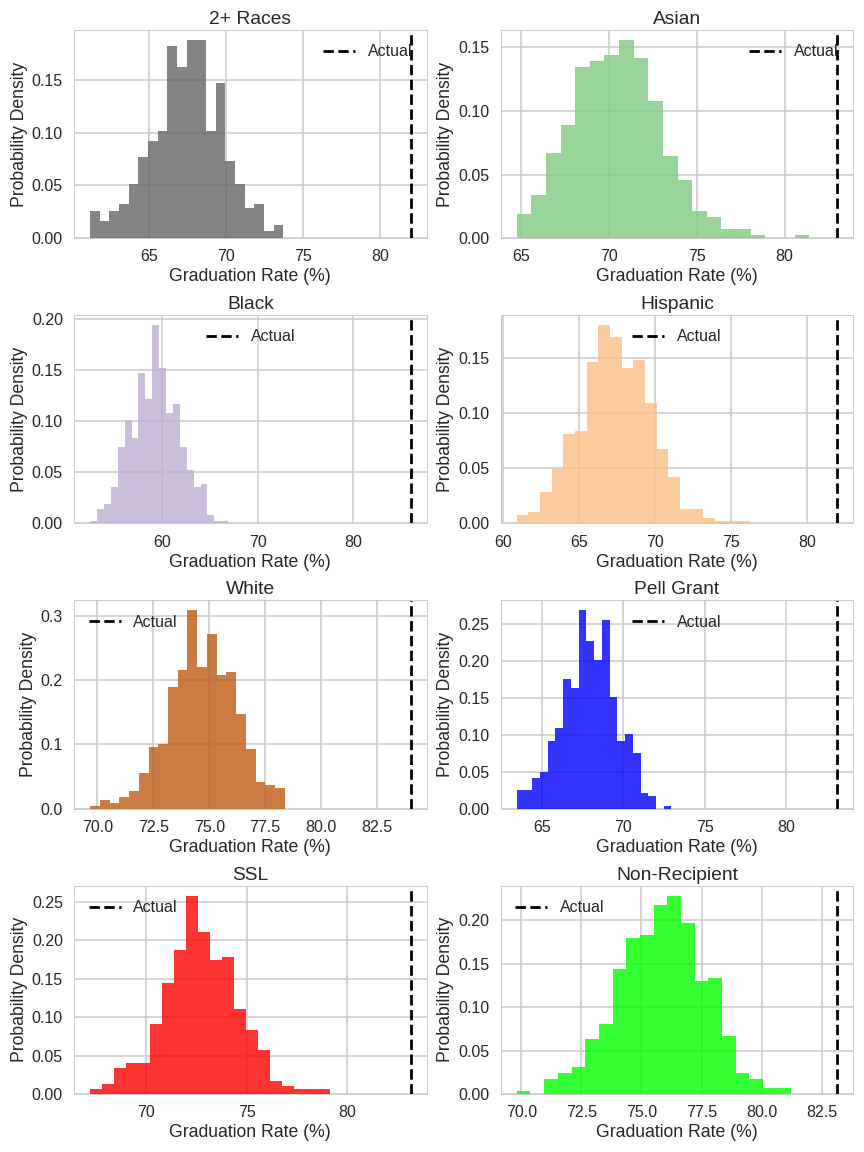 2+ Races
Asian
Probability Density
0.15
0.10
0.05
0.00
Actual
65
70
75
80
Graduation Rate (%)
Probability Density
0.15
0.10
0.05
0.00
Actual
65
70
75
80
Graduation Rate (%)
Black
Hispanic
Probability Density
0.20
0.15
0.10
0.05
0.00
Actual
60
70
80
Graduation Rate (%)
Probability Density
0.15
0.10
0.05
0.00
Actual
60
65
70
75
80
Graduation Rate (%)
White
Pell Grant
Probability Density
0.3
0.2
0.1
0.0
Actual
70.0
72.5
75.0
77.5
80.0
82.5
Graduation Rate (%)
Probability Density
0.25
0.20
0.15
0.10
0.05
0.00
Actual
65
70
75
80
Graduation Rate (%)
SSL
Non-Recipient
Probability Density
0.25
0.20
0.15
0.10
0.05
0.00
Actual
70
75
80
Graduation Rate (%)
Probability Density
0.20
0.15
0.10
0.05
0.00
Actual
70.0
72.5
75.0
77.5
80.0
82.5
Graduation Rate (%)